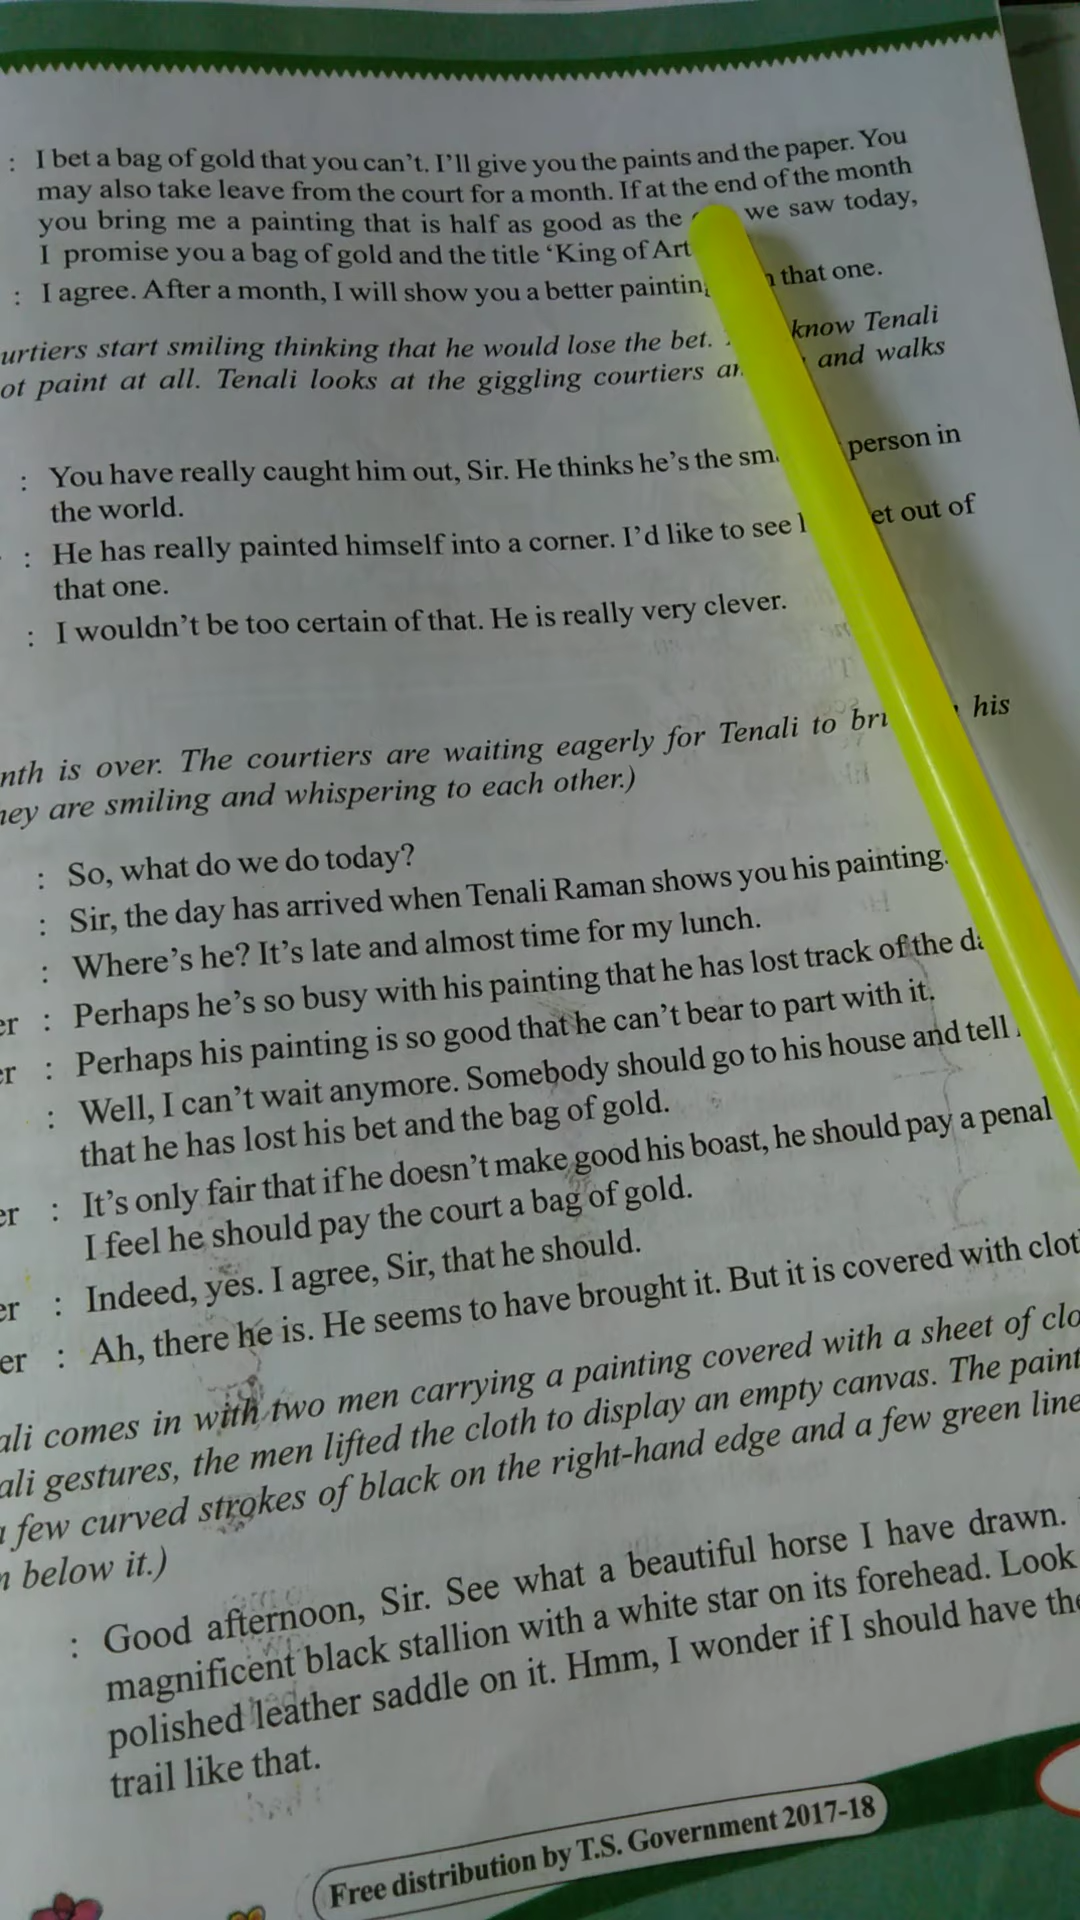 : I bet a bag of gold that you can't. I'll give you the paints and the paper. You
may also take leave from the court for a month. If at the end of the month
you bring me a painting that is half as good as the we saw today,
I promise you a bag of gold and the title 'King of Art
: I agree. After a month, I will show you a better painting that one.
urtiers start smiling thinking that he would lose the bet. know Tenali
ot paint at all. Tenali looks at the giggling courtiers and walks
: You have really caught him out, Sir. He thinks he's the person in
the world.
: He has really painted himself into a corner. I'd like to see et out of
that one.
: I wouldn't be too certain of that. He is really very clever.
nth is over. The courtiers are waiting eagerly for Tenali to his
hey are smiling and whispering to each other.)
: So, what do we do today?
: Sir, the day has arrived when Tenali Raman shows you his painting.
: Where's he? It's late and almost time for my lunch.
er : Perhaps he's so busy with his painting that he has lost track of the
er : Perhaps his painting is so good that he can't bear to part with it.
: Well, I can't wait anymore. Somebody should go to his house and tell
that he has lost his bet and the bag of gold.
er : It's only fair that if he doesn't make good his boast, he should pay a penal
I feel he should pay the court a bag of gold.
er : Indeed, yes. I agree, Sir, that he should.
er : Ah, there he is. He seems to have brought it. But it is covered with clot
ali comes in with two men carrying a painting covered with a sheet of clo
ali gestures, the men lifted the cloth to display an empty canvas. The paint
a few curved strokes of black on the right-hand edge and a few green line
n below it.)
: Good afternoon, Sir. See what a beautiful horse I have drawn.
magnificent black stallion with a white star on its forehead. Look
polished leather saddle on it. Hmm, I wonder if I should have the
trail like that.
Free distribution by T.S. Government 2017-18